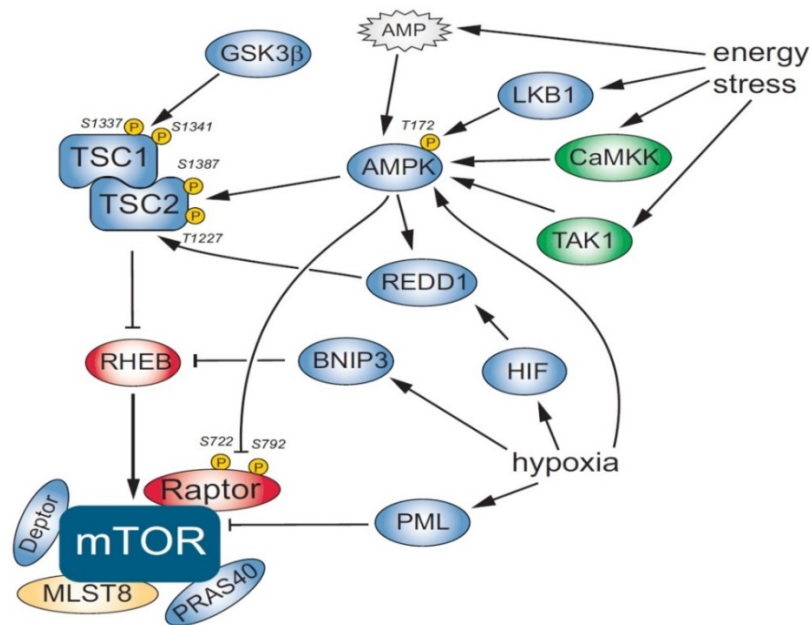 AMP
GSK3β
energy
stress
LKB1
S1337 P
P S1341
T172
P
TSC1
S1387
CaMKK
AMPK
P
TSC2
P
T1227
TAK1
REDD1
RHEB
BNIP3
HIF
S722 S792
P P
hypoxia
Raptor
Deptor
mTOR
PML
MLST8
PRAS40